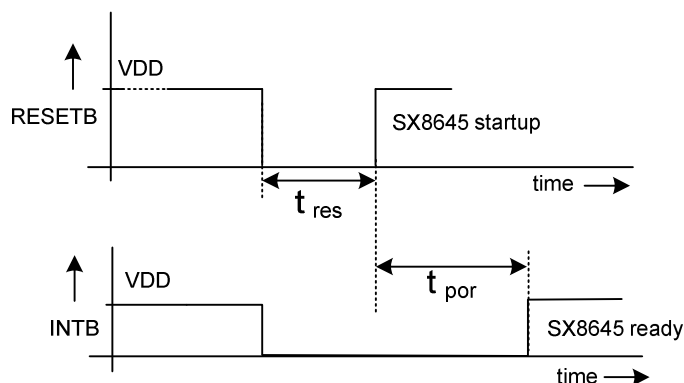 VDD
RESETB
SX8645 startup
time
t res
VDD
t por
INTB
SX8645 ready
time